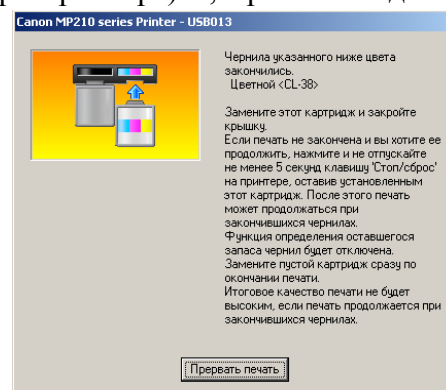 Canon MP210 series Printer - USB013
Чернила указанного ниже цвета
закончились.
Цветной <CL-38>
Замените этот картридж и закройте
крышку.
Если печать не закончена и вы хотите ее
продолжить, нажмите и не отпускайте
не менее 5 секунд клавишу 'Стоп/сброс'
на принтере, оставив установленным
этот картридж. После этого печать
может продолжаться при
закончившихся чернилах.
Функция определения оставшегося
запаса чернил будет отключена.
Замените пустой картридж сразу по
окончании печати.
Итоговое качество печати не будет
высоким, если печать продолжается при
закончившихся чернилах.
Прервать печать